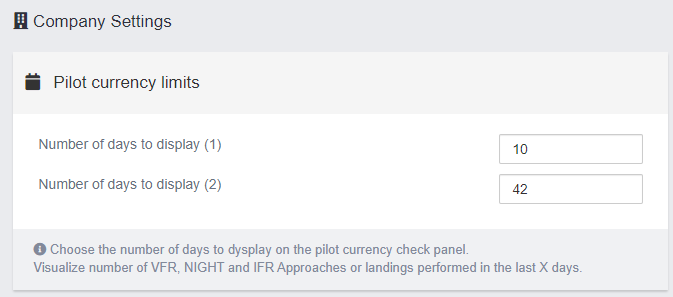 Company Settings
Pilot currency limits
Number of days to display (1)
10
Number of days to display (2)
42
Choose the number of days to dysplay on the pilot currency check panel.
Visualize number of VFR, NIGHT and IFR Approaches or landings performed in the last X days.